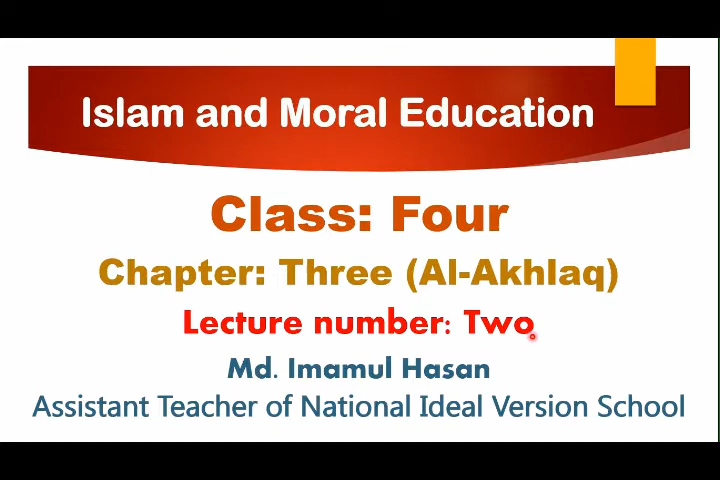 Islam and Moral Education
Class: Four
Chapter: Three (Al-Akhlaq)
Lecture number: Two
Md. Imamul Hasan
Assistant Teacher of National Ideal Version School